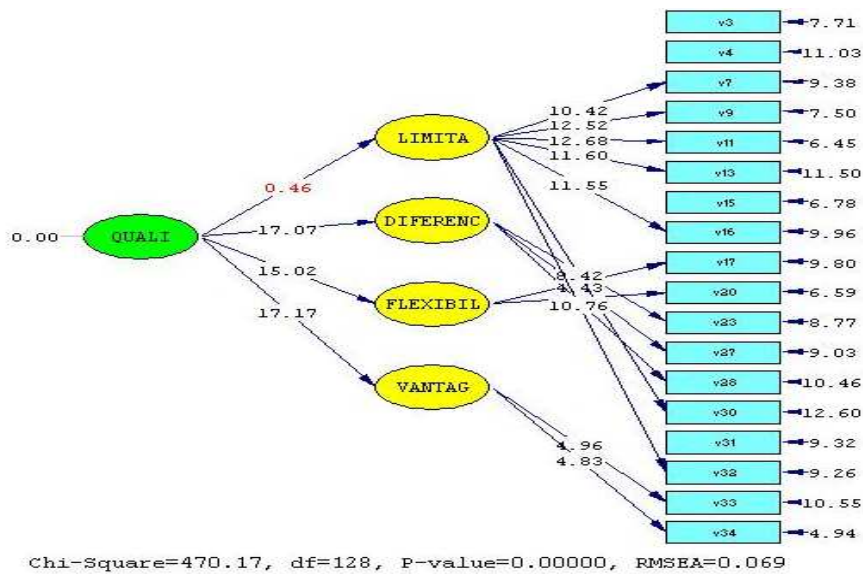 v3 7.71
v4 11.03
v7 9.38
10.42
v9 7.50
12.52
LIMITA
12.68
v11 6.45
11.60
v13 11.50
0.46
11.55
v15 6.78
DIFERENC
v16 9.96
0.00
QUALI
17.07
v17 9.80
15.02
8.42
4.43
v20 6.59
FLEXIBIL
10.76
17.17
v23 8.77
v27 9.03
v28 10.46
VANTAG
v30 12.60
v31 9.32
4.96
4.83
v32 9.26
v33 10.55
v34 4.94
Chi-Square=470.17, df=128, P-value=0.00000, RMSEA=0.069